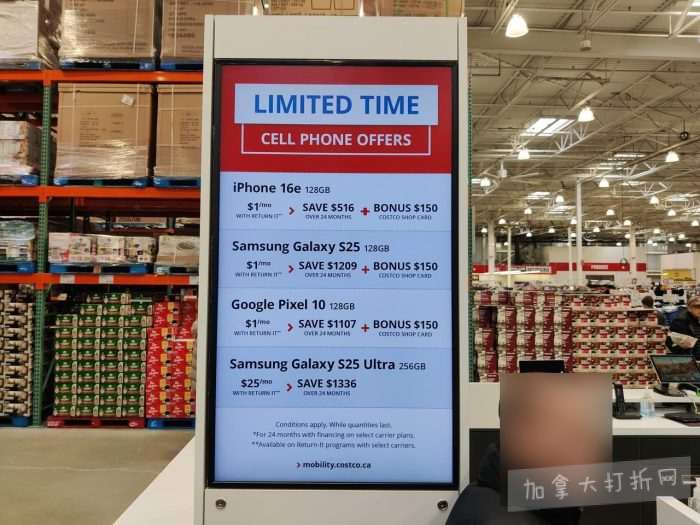 LIMITED TIME
CELL PHONE OFFERS
iPhone 16e 128GB
$1/mo > SAVE $516 + BONUS $150
WITH RETURN IT** OVER 24 MONTHS COSTCO SHOP CARD
Samsung Galaxy S25 128GB
$1/mo > SAVE $1209 + BONUS $150
WITH RETURN IT** OVER 24 MONTHS COSTCO SHOP CARD
Google Pixel 10 128GB
$1/mo > SAVE $1107 + BONUS $150
WITH RETURN IT** OVER 24 MONTHS COSTCO SHOP CARD
Samsung Galaxy S25 Ultra 256GB
$25/mo > SAVE $1336
WITH RETURN IT** OVER 24 MONTHS
Conditions apply. While quantities last.
*For 24 months with financing on select carrier plans.
**Available on Return-It programs with select carriers.
> mobility.costco.ca
加拿大打折网